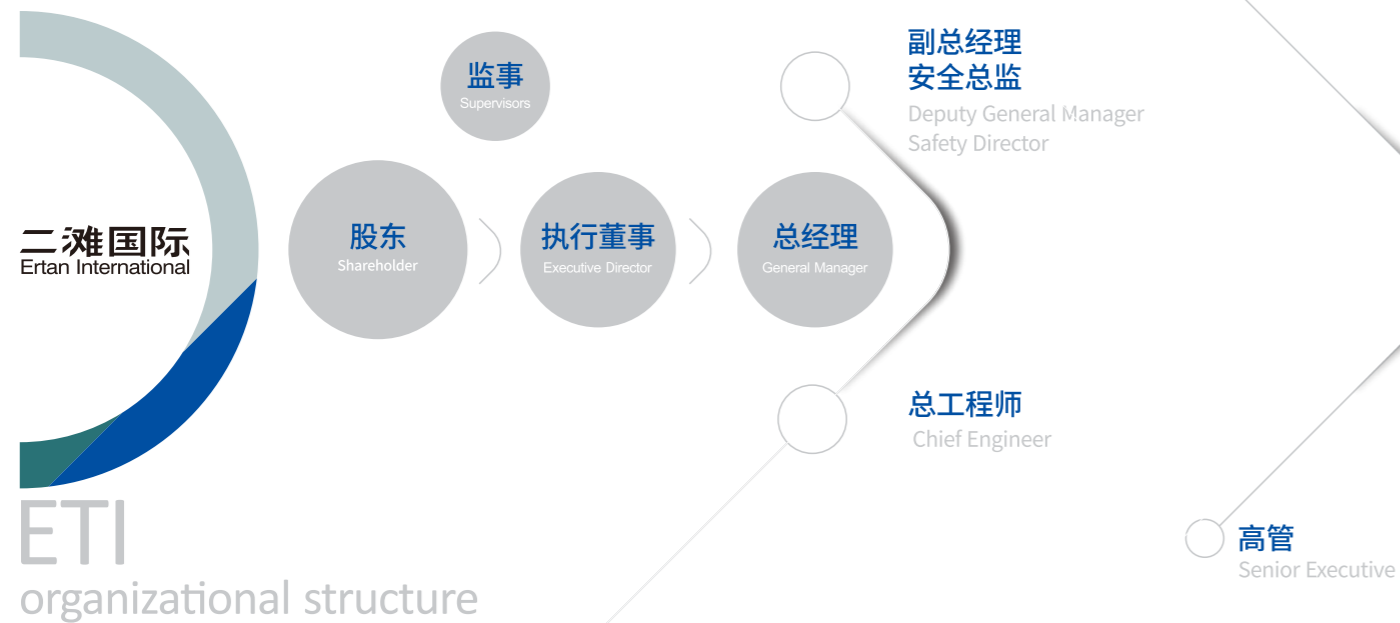 二滩国际
Ertan International
监事
Supervisors
股东
Shareholder
执行董事
Executive Director
总经理
General Manager
副总经理
安全总监
Deputy General Manager
Safety Director
总工程师
Chief Engineer
高管
Senior Executive
ETI
organizational structure